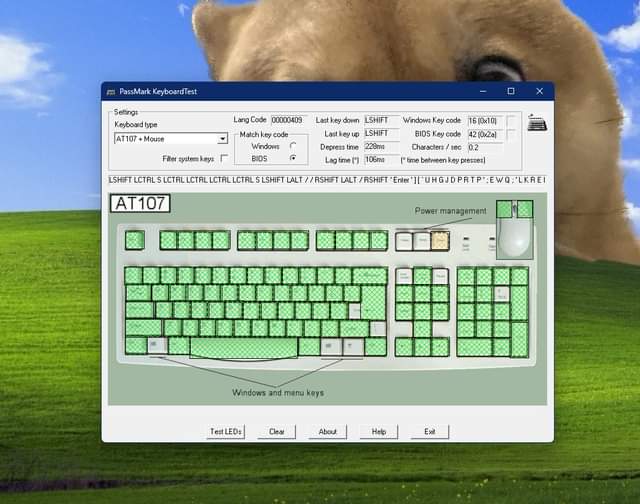 PassMark KeyboardTest
Settings
Keyboard type
AT107 + Mouse
Filter system keys
Lang Code 00000409
Match key code
Windows
BIOS
Last key down LSHIFT
Last key up LSHIFT
Depress time 228ms
Lag time (*) 106ms
Windows Key code 16 (0x10)
BIOS Key code 42 (0x2a)
Characters / sec 0.2
(* time between key presses)
LSHIFT LCTRL S LCTRL LCTRL LCTRL LCTRL S LSHIFT LALT / / RSHIFT LALT / RSHIFT ' Enter ' ] [ ` U H G J D P R T P ' ; E W Q ; ' L K R E I
AT107
Power management
Windows and menu keys
Test LEDs
Clear
About
Help
Exit